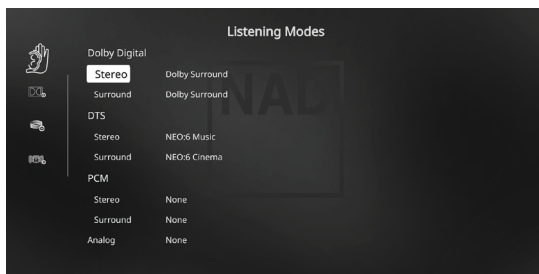 Listening Modes
Dolby Digital
Stereo Dolby Surround
Surround Dolby Surround
NAD
DTS
Stereo NEO:6 Music
Surround NEO:6 Cinema
PCM
Stereo None
Surround None
Analog None